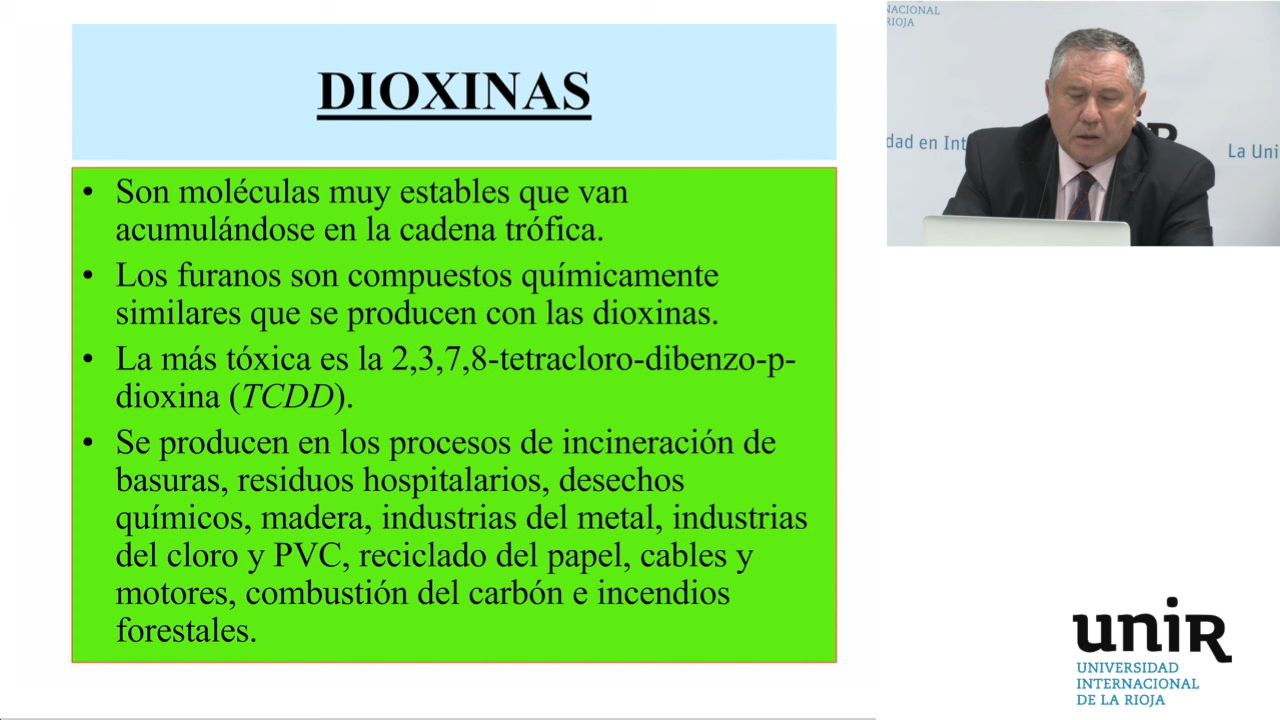 DIOXINAS
• Son moléculas muy estables que van
acumulándose en la cadena trófica.
• Los furanos son compuestos químicamente
similares que se producen con las dioxinas.
• La más tóxica es la 2,3,7,8-tetracloro-dibenzo-p-
dioxina (TCDD).
• Se producen en los procesos de incineración de
basuras, residuos hospitalarios, desechos
químicos, madera, industrias del metal, industrias
del cloro y PVC, reciclado del papel, cables y
motores, combustión del carbón e incendios
forestales.
NACIONAL
RIOJA
dad en Int
R
La Uni
uniR
UNIVERSIDAD
INTERNACIONAL
DE LA RIOJA